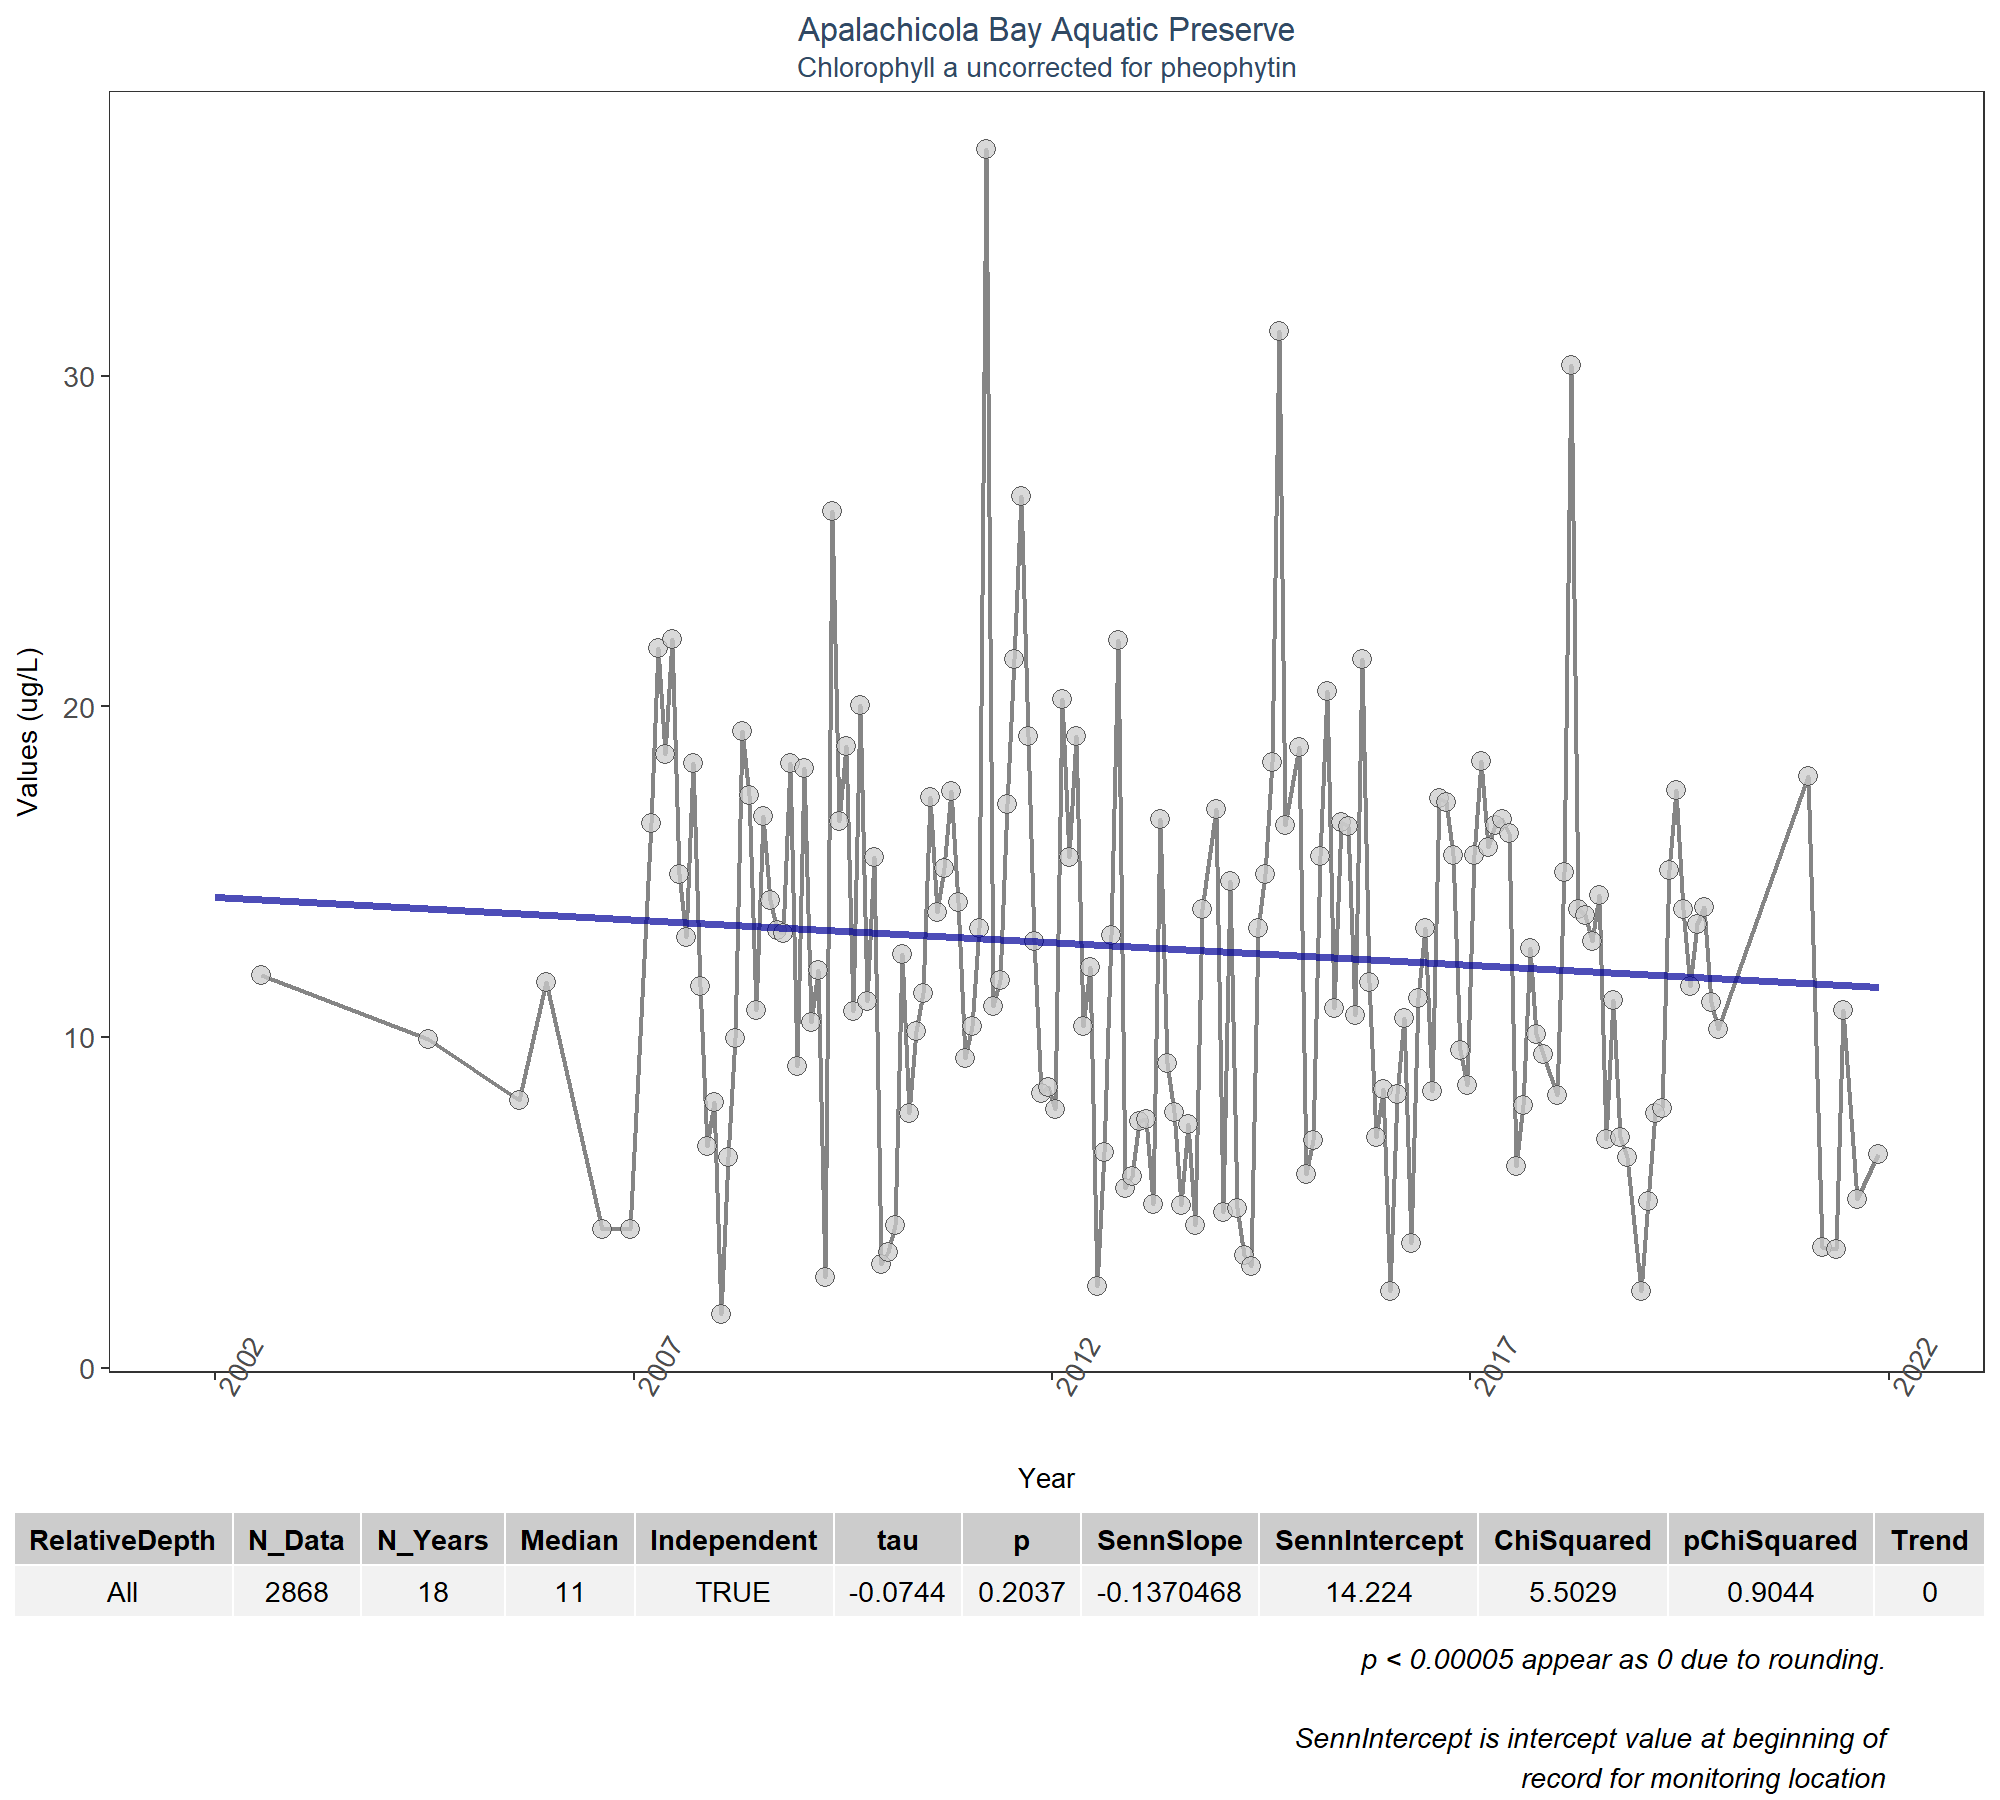 Apalachicola Bay Aquatic Preserve
Chlorophyll a uncorrected for pheophytin
Values (ug/L)
30
20
10
0
2002 2007 2012 2017 2022
Year
RelativeDepth N_Data N_Years Median Independent tau p SennSlope SennIntercept ChiSquared pChiSquared Trend
All 2868 18 11 TRUE -0.0744 0.2037 -0.1370468 14.224 5.5029 0.9044 0
p < 0.00005 appear as 0 due to rounding.
SennIntercept is intercept value at beginning of
record for monitoring location